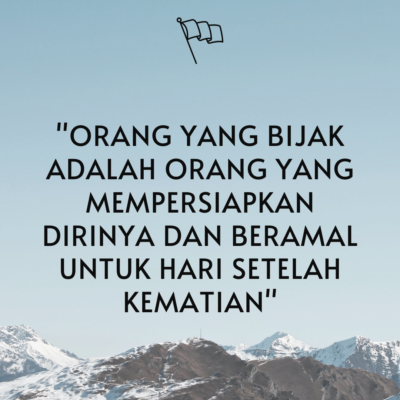 "ORANG YANG BIJAK
ADALAH ORANG YANG
MEMPERSIAPKAN
DIRINYA DAN BERAMAL
UNTUK HARI SETELAH
KEMATIAN"